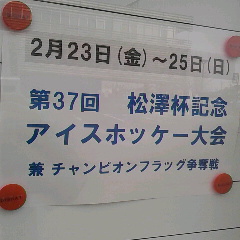 2月23日(金)～25日(日)
第37回 松澤杯記念
アイスホッケー大会
兼 チャンピオンフラッグ争奪戦